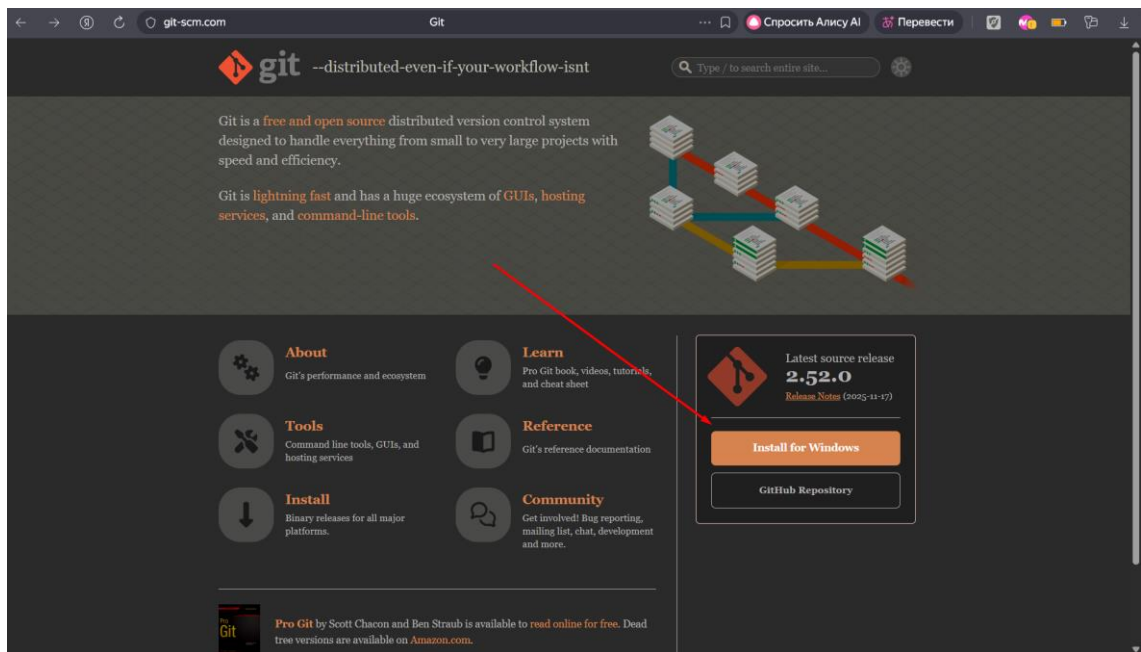 git-scm.com
Git
Спросить Алису AI
Перевести
git --distributed-even-if-your-workflow-isnt
Type / to search entire site...
Git is a free and open source distributed version control system
designed to handle everything from small to very large projects with
speed and efficiency.
Git is lightning fast and has a huge ecosystem of GUIs, hosting
services, and command-line tools.
About
Git's performance and ecosystem
Learn
Pro Git book, videos, tutorials,
and cheat sheet
Tools
Command line tools, GUIs, and
hosting services
Reference
Git's reference documentation
Install
Binary releases for all major
platforms.
Community
Get involved! Bug reporting,
mailing list, chat, development
and more.
Latest source release
2.52.0
Release Notes (2025-11-17)
Install for Windows
GitHub Repository
Pro
Git
Pro Git by Scott Chacon and Ben Straub is available to read online for free. Dead
tree versions are available on Amazon.com.